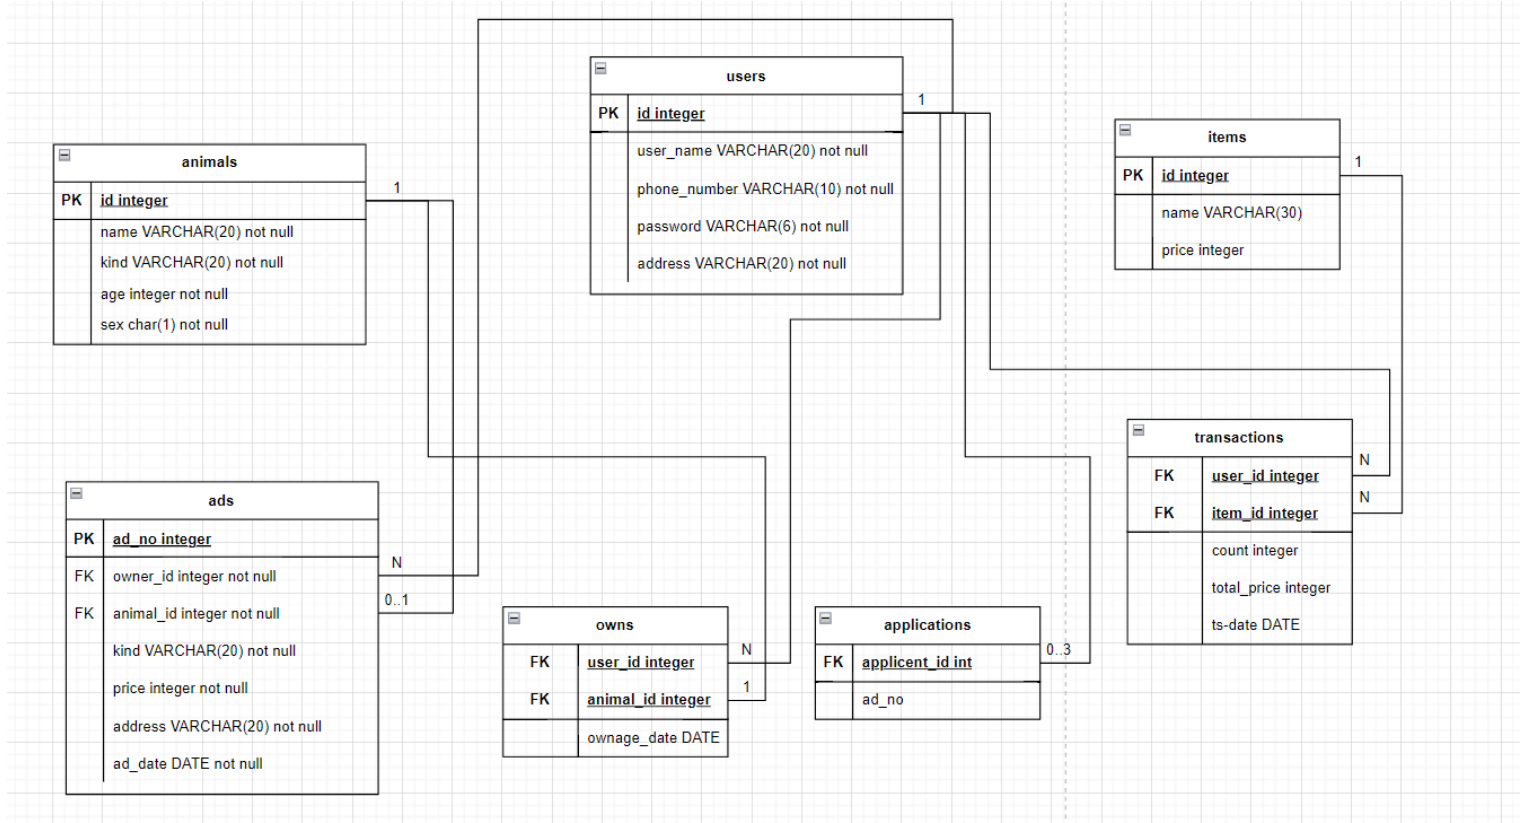 users
1
PK id integer
user_name VARCHAR(20) not null
phone_number VARCHAR(10) not null
password VARCHAR(6) not null
address VARCHAR(20) not null
items
1
PK id integer
name VARCHAR(30)
price integer
animals
1
PK id integer
name VARCHAR(20) not null
kind VARCHAR(20) not null
age integer not null
sex char(1) not null
transactions
FK user_id integer
N
FK item_id integer
N
count integer
total_price integer
ts-date DATE
ads
PK ad_no integer
FK owner_id integer not null
N
FK animal_id integer not null
0..1
kind VARCHAR(20) not null
price integer not null
address VARCHAR(20) not null
ad_date DATE not null
owns
FK user_id integer
N
FK animal_id integer
1
ownage_date DATE
applications
FK applicent_id int
0..3
ad_no